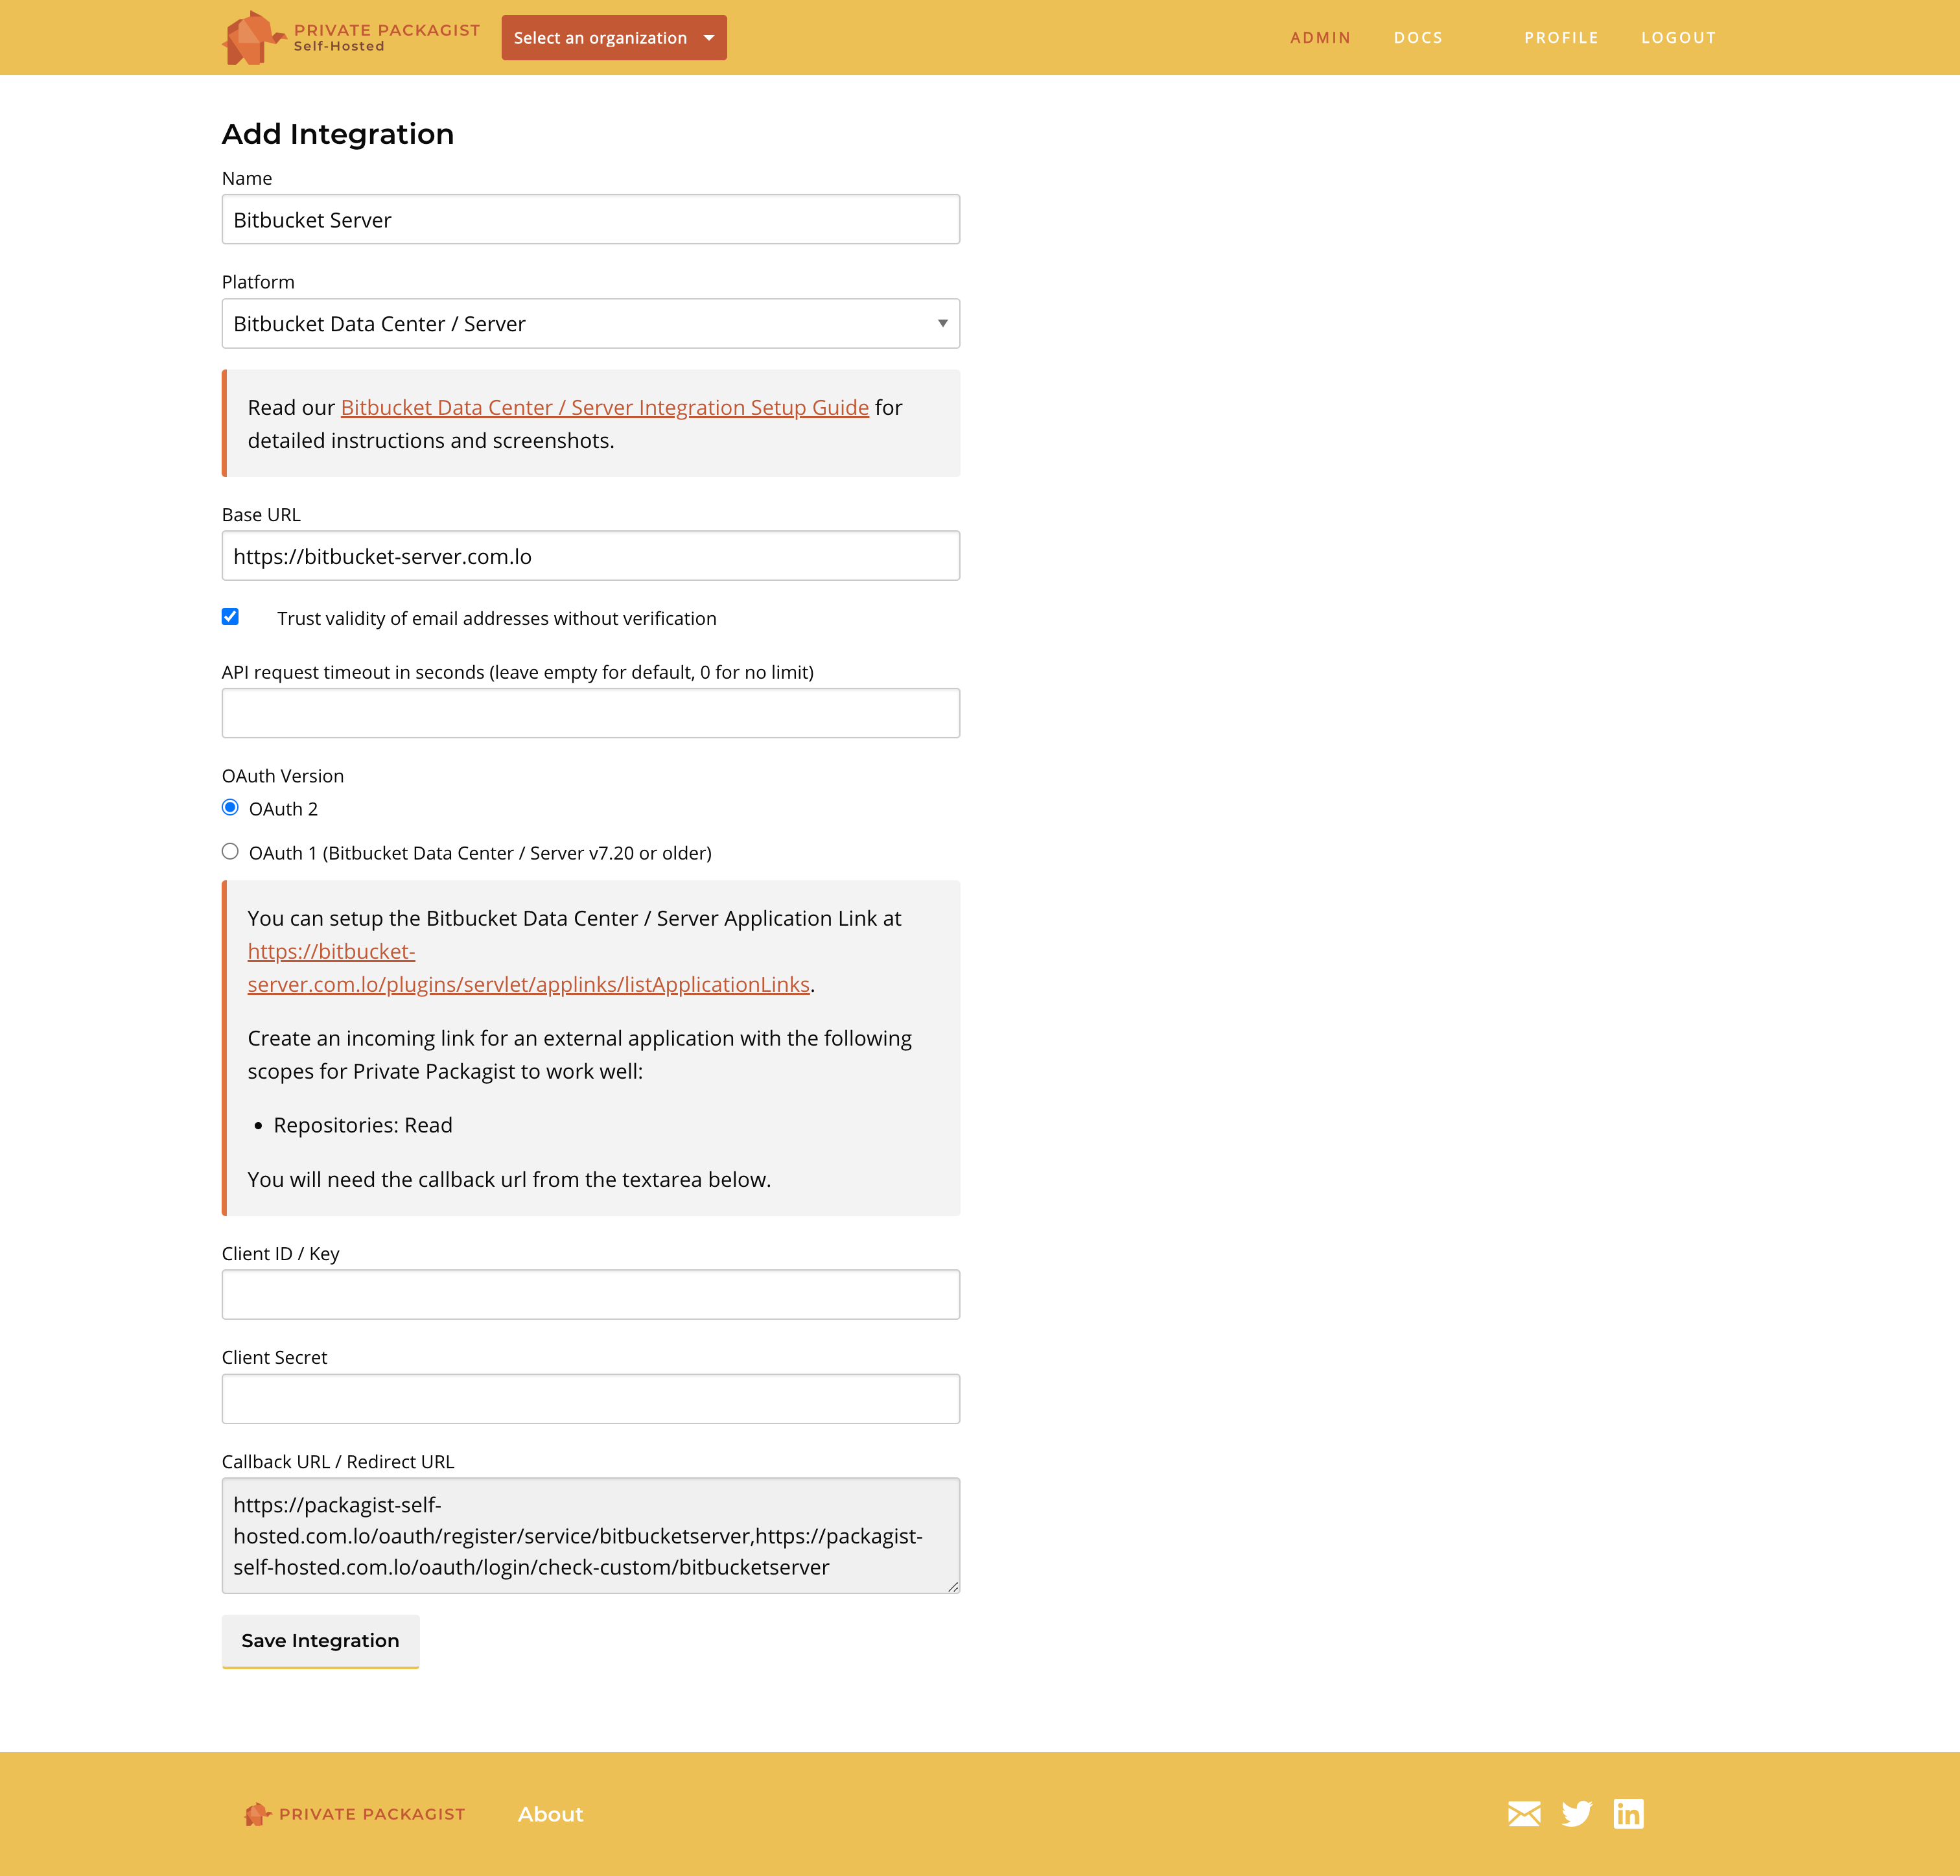 PRIVATE PACKAGIST
Self-Hosted
Select an organization
ADMIN
DOCS
PROFILE
LOGOUT
Add Integration
Name
Bitbucket Server
Platform
Bitbucket Data Center / Server
Read our Bitbucket Data Center / Server Integration Setup Guide for
detailed instructions and screenshots.
Base URL
https://bitbucket-server.com.lo
Trust validity of email addresses without verification
API request timeout in seconds (leave empty for default, 0 for no limit)
OAuth Version
OAuth 2
OAuth 1 (Bitbucket Data Center / Server v7.20 or older)
You can setup the Bitbucket Data Center / Server Application Link at
https://bitbucket-
server.com.lo/plugins/servlet/applinks/listApplicationLinks.
Create an incoming link for an external application with the following
scopes for Private Packagist to work well:
• Repositories: Read
You will need the callback url from the textarea below.
Client ID / Key
Client Secret
Callback URL / Redirect URL
https://packagist-self-
hosted.com.lo/oauth/register/service/bitbucketserver,https://packagist-
self-hosted.com.lo/oauth/login/check-custom/bitbucketserver
Save Integration
PRIVATE PACKAGIST
About
in